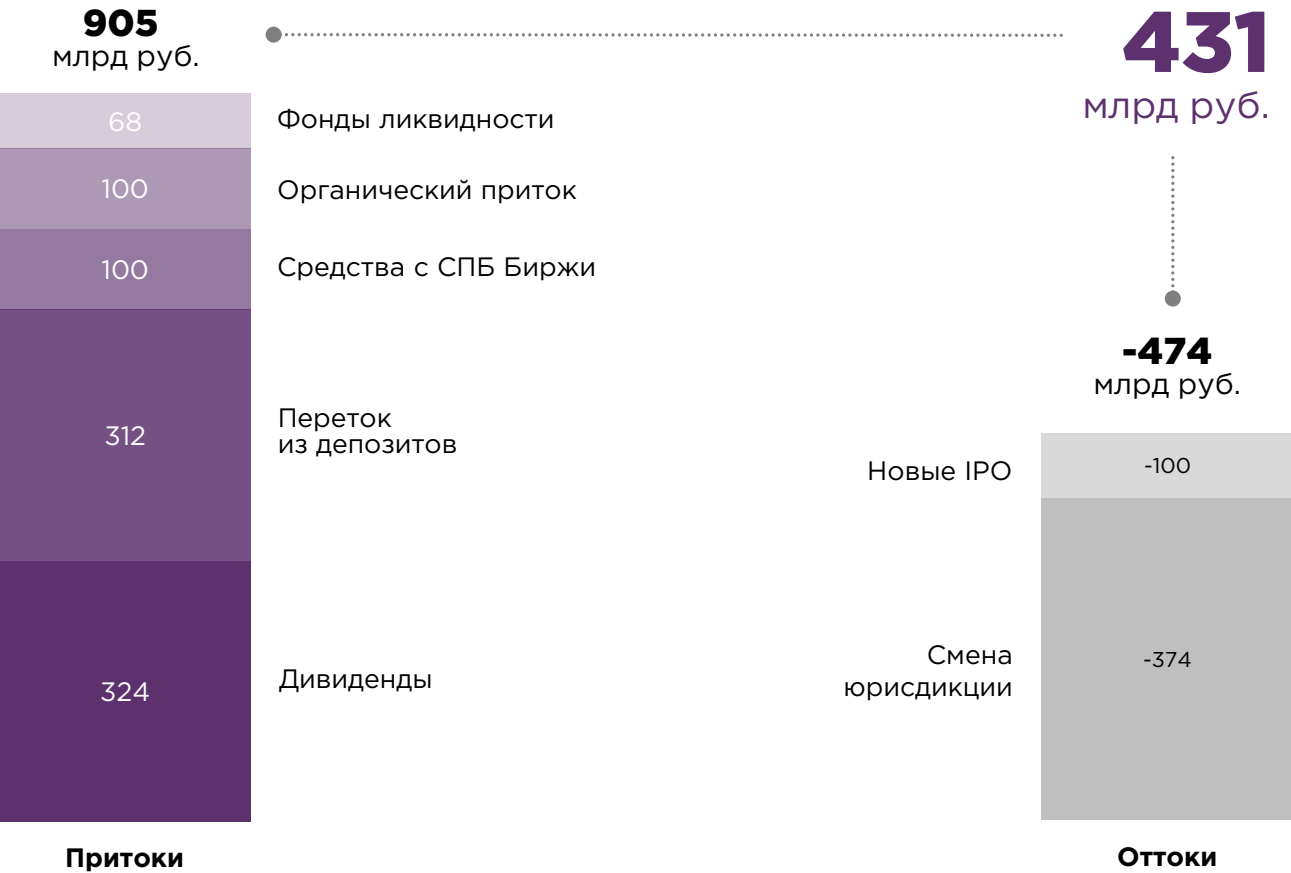 905
млрд руб.
431
млрд руб.
68
Фонды ликвидности
100
Органический приток
100
Средства с СПБ Биржи
312
Переток
из депозитов
324
Дивиденды
Притоки
-474
млрд руб.
Новые IPO
-100
Смена
юрисдикции
-374
Оттоки